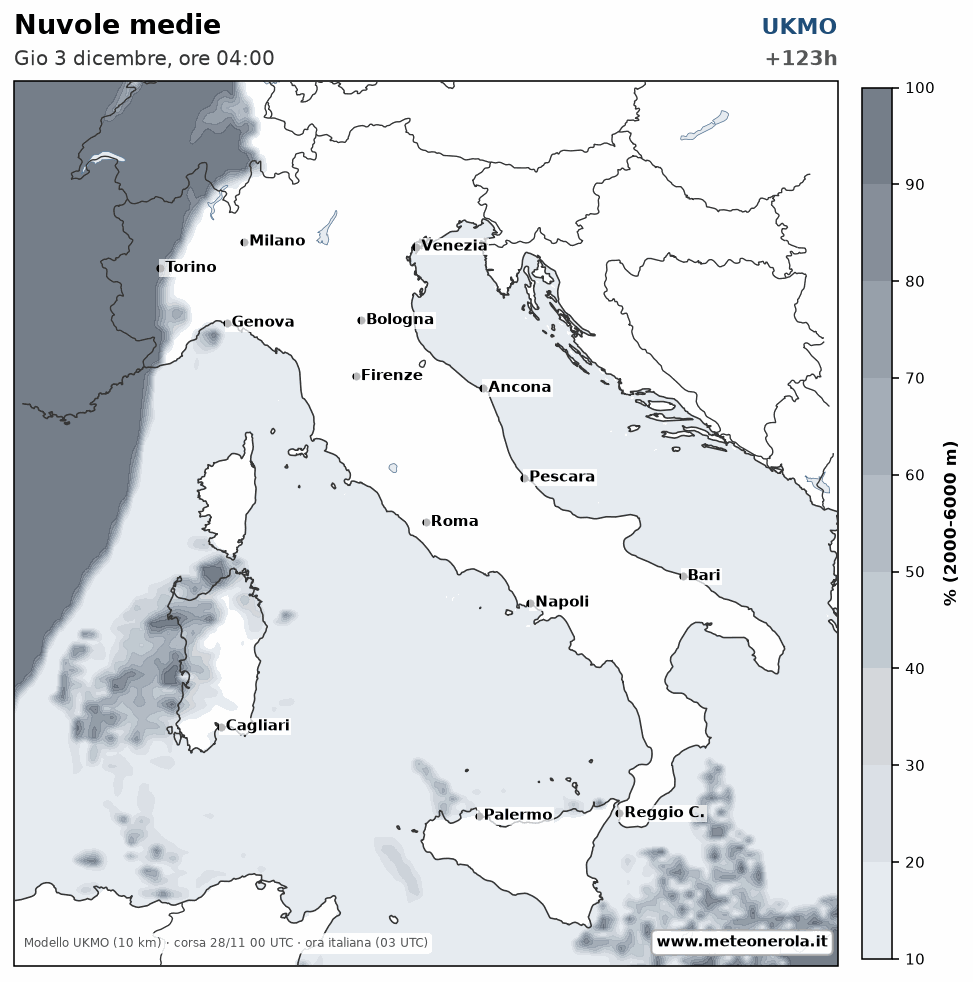 Nuvole medie
UKMO
Gio 3 dicembre, ore 04:00
+123h
100
90
80
70
60
50
40
30
20
10
% (2000-6000 m)
Milano
Venezia
Torino
Genova
Bologna
Firenze
Ancona
Pescara
Roma
Bari
Napoli
Cagliari
Palermo
Reggio C.
Modello UKMO (10 km) · corsa 28/11 00 UTC · ora italiana (03 UTC)
www.meteonerola.it